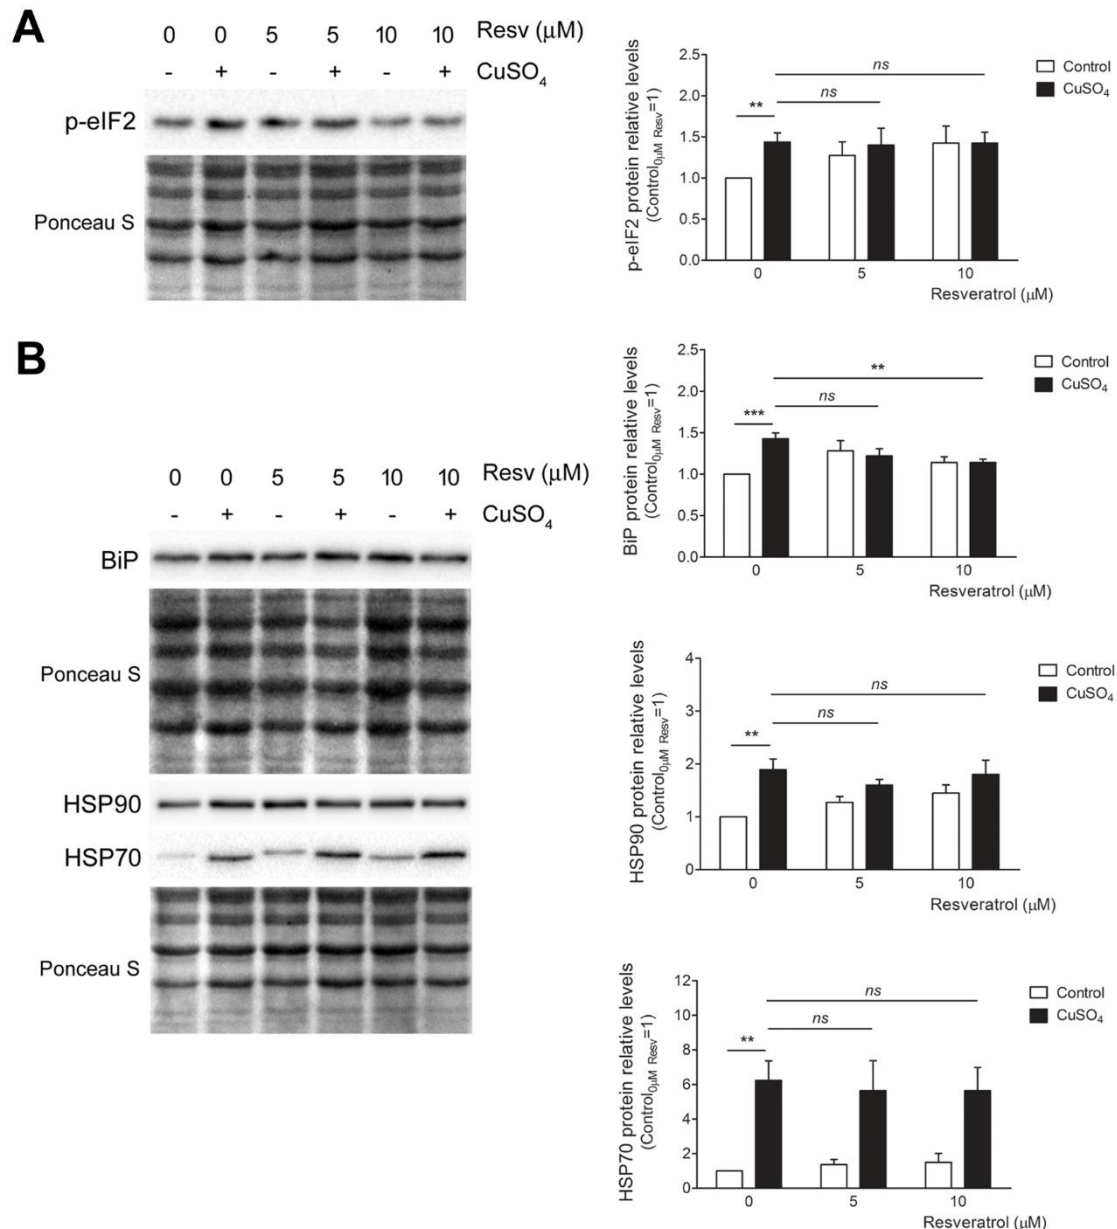 A
0 0 5 5 10 10 Resv (μM)
- + - + - + CuSO₄
p-eIF2
Ponceau S
p-eIF2 protein relative levels
(Control₀μM Resv=1)
2.5
2.0
1.5
1.0
0.5
0.0
ns
ns
**
0 5 10
Resveratrol (μM)
Control
CuSO₄
B
0 0 5 5 10 10 Resv (μM)
- + - + - + CuSO₄
BiP
Ponceau S
HSP90
HSP70
Ponceau S
BiP protein relative levels
(Control₀μM Resv=1)
2.5
2.0
1.5
1.0
0.5
0.0
**
ns
***
0 5 10
Resveratrol (μM)
Control
CuSO₄
HSP90 protein relative levels
(Control₀μM Resv=1)
4
3
2
1
0
ns
ns
**
0 5 10
Resveratrol (μM)
Control
CuSO₄
HSP70 protein relative levels
(Control₀μM Resv=1)
12
10
8
6
4
2
0
ns
ns
**
0 5 10
Resveratrol (μM)
Control
CuSO₄